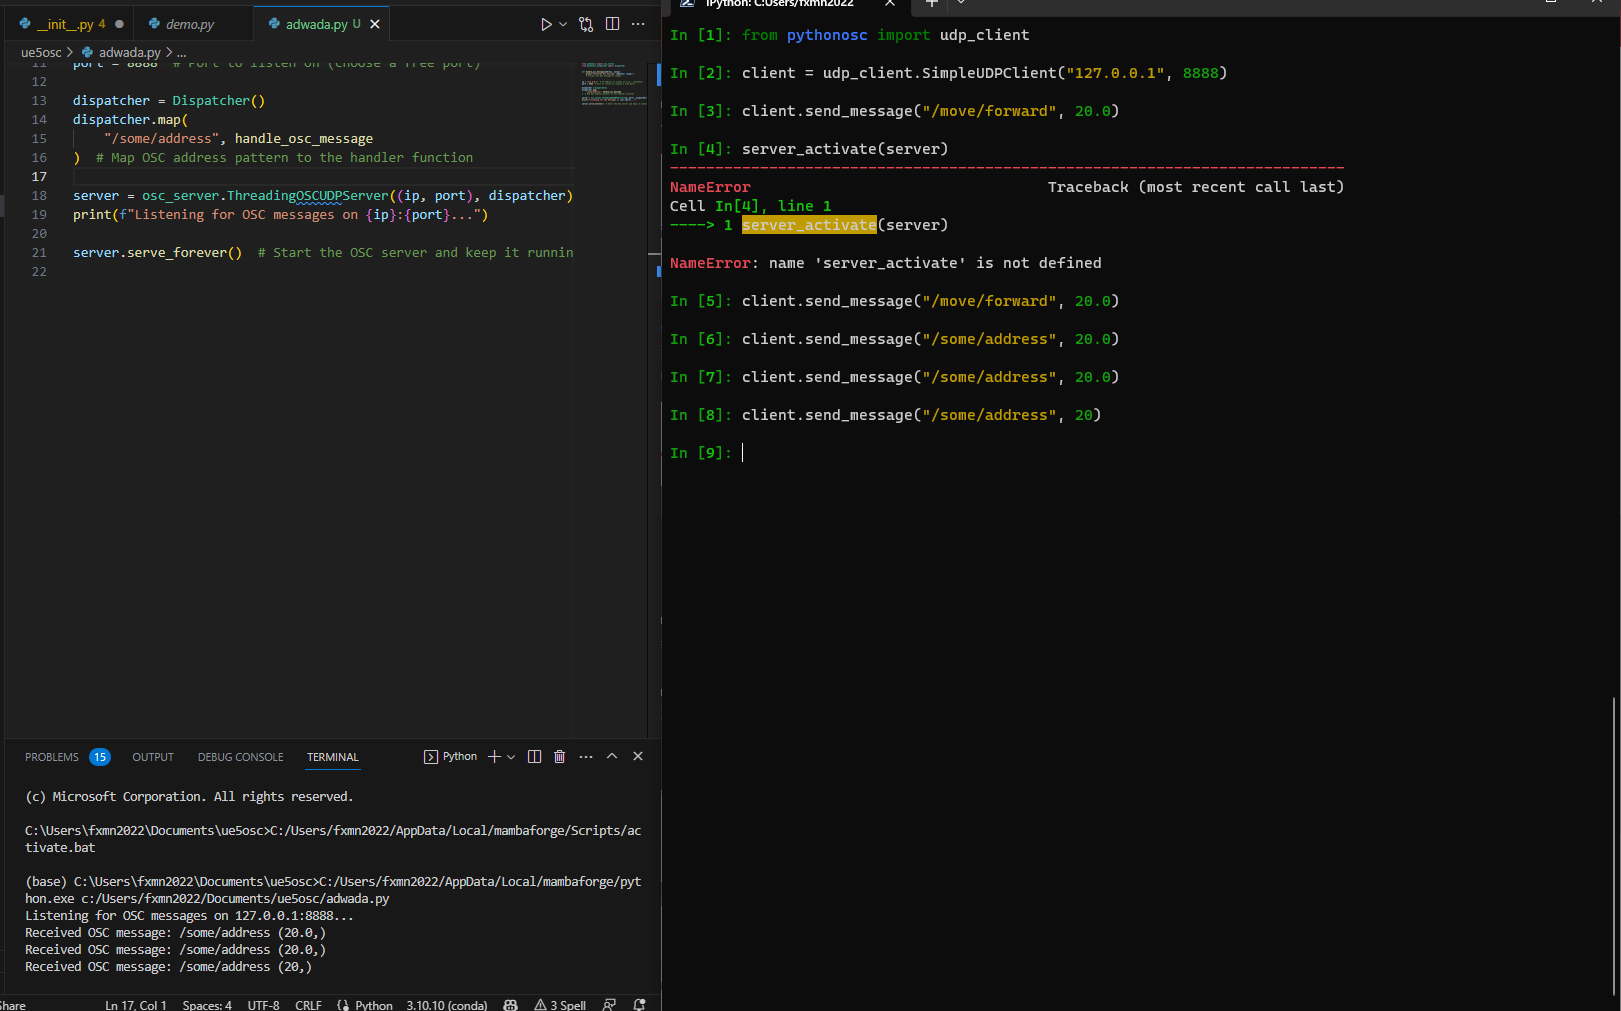 __init__.py 4
demo.py
adwada.py U
ue5osc > adwada.py > ...
11 port = 8888  # Port to listen on (choose a free port)
12
13 dispatcher = Dispatcher()
14 dispatcher.map(
15     "/some/address", handle_osc_message
16 )  # Map OSC address pattern to the handler function
17
18 server = osc_server.ThreadingOSCUDPServer((ip, port), dispatcher)
19 print(f"Listening for OSC messages on {ip}:{port}...")
20
21 server.serve_forever()  # Start the OSC server and keep it runnin
22
PROBLEMS 15 OUTPUT DEBUG CONSOLE TERMINAL Python
(c) Microsoft Corporation. All rights reserved.
C:\Users\fxmn2022\Documents\ue5osc>C:/Users/fxmn2022/AppData/Local/mambaforge/Scripts/ac
tivate.bat
(base) C:\Users\fxmn2022\Documents\ue5osc>C:/Users/fxmn2022/AppData/Local/mambaforge/pyt
hon.exe c:/Users/fxmn2022/Documents/ue5osc/adwada.py
Listening for OSC messages on 127.0.0.1:8888...
Received OSC message: /some/address (20.0,)
Received OSC message: /some/address (20.0,)
Received OSC message: /some/address (20,)
Share Ln 17, Col 1 Spaces: 4 UTF-8 CRLF Python 3.10.10 (conda) 3 Spell
IPython: C:Users/fxmn2022
In [1]: from pythonosc import udp_client
In [2]: client = udp_client.SimpleUDPClient("127.0.0.1", 8888)
In [3]: client.send_message("/move/forward", 20.0)
In [4]: server_activate(server)
---------------------------------------------------------------------------
NameError                                 Traceback (most recent call last)
Cell In[4], line 1
----> 1 server_activate(server)
NameError: name 'server_activate' is not defined
In [5]: client.send_message("/move/forward", 20.0)
In [6]: client.send_message("/some/address", 20.0)
In [7]: client.send_message("/some/address", 20.0)
In [8]: client.send_message("/some/address", 20)
In [9]: